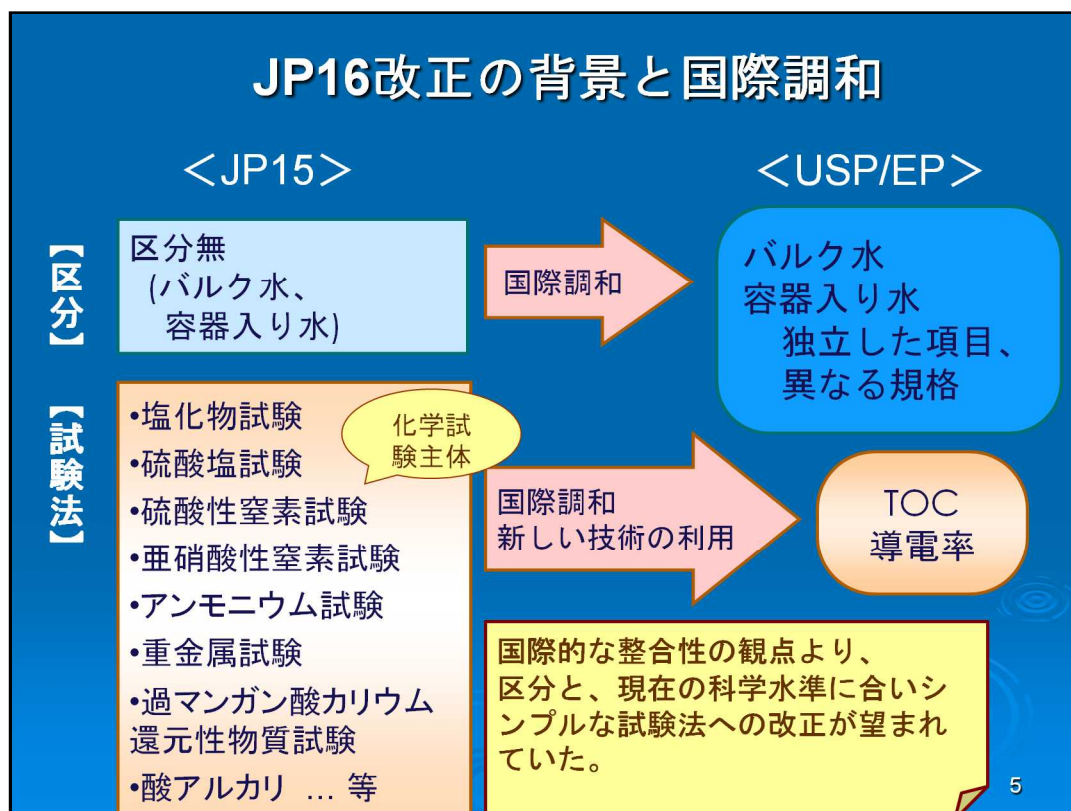 JP16改正の背景と国際調和
<JP15>
<USP/EP>
【区分】
区分無
(バルク水、
容器入り水)
国際調和
バルク水
容器入り水
独立した項目、
異なる規格
【試験法】
•塩化物試験
•硫酸塩試験
•硫酸性窒素試験
•亜硝酸性窒素試験
•アンモニウム試験
•重金属試験
•過マンガン酸カリウム
還元性物質試験
•酸アルカリ … 等
化学試
験主体
国際調和
新しい技術の利用
TOC
導電率
国際的な整合性の観点より、
区分と、現在の科学水準に合いシ
ンプルな試験法への改正が望まれ
ていた。
5